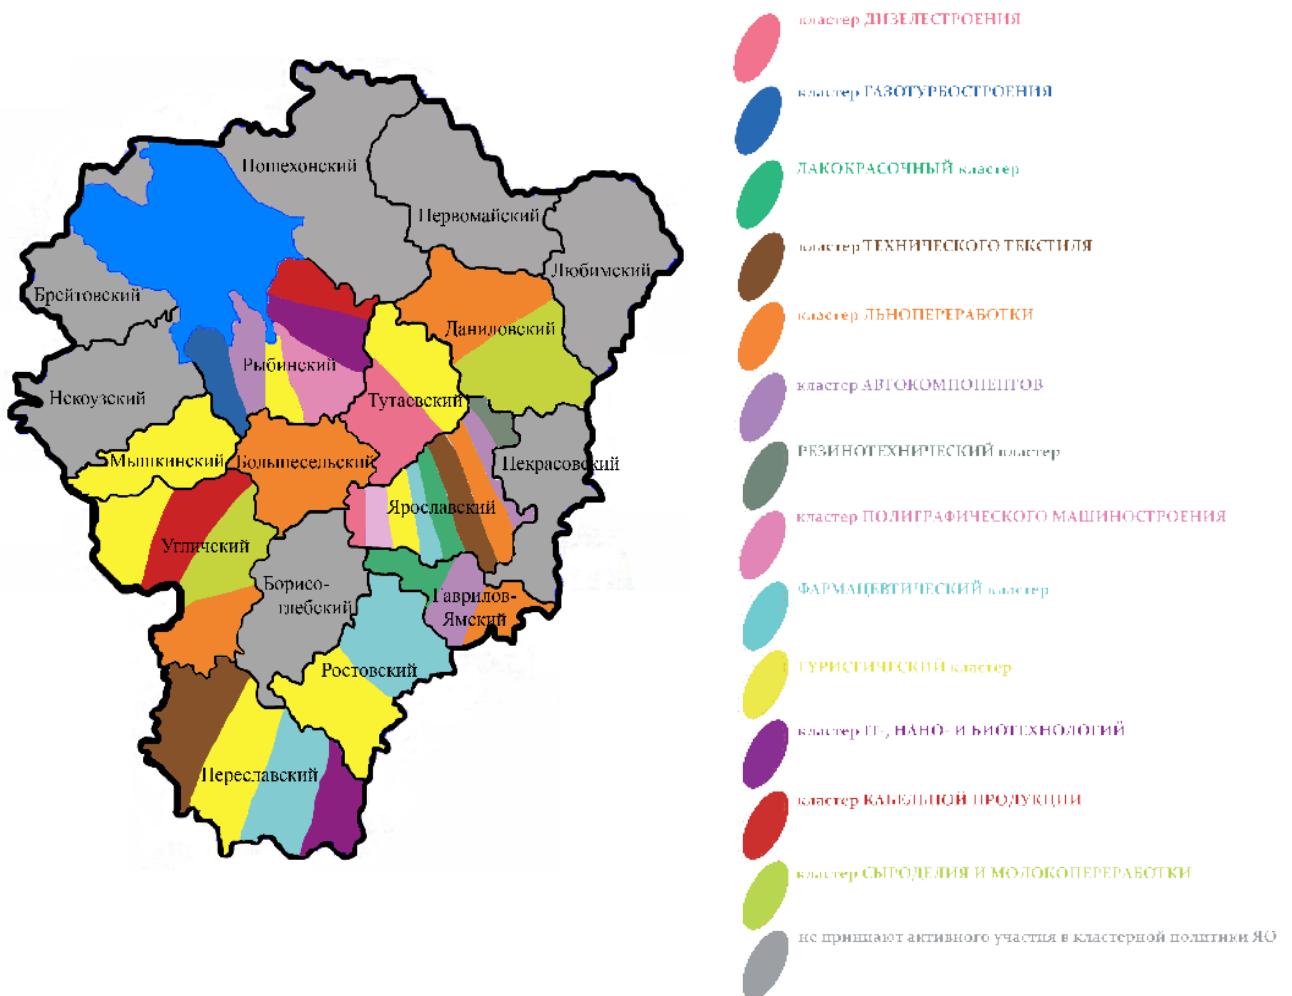 Пошехонский
Первомайский
Любимский
Брейтовский
Даниловский
Рыбинский
Некоузский
Тутаевский
Мышкинский
Большесельский
Некрасовский
Ярославский
Угличский
Борисо-
глебский
Гаврилов-
Ямский
Ростовский
Переславский
кластер ДИЗЕЛЕСТРОЕНИЯ
кластер ГАЗОТУРБОСТРОЕНИЯ
ЛАКОКРАСОЧНЫЙ кластер
кластер ТЕХНИЧЕСКОГО ТЕКСТИЛЯ
кластер ЛЬНОПЕРЕРАБОТКИ
кластер АВТОКОМПОНЕНТОВ
РЕЗИНОТЕХНИЧЕСКИЙ кластер
кластер ПОЛИГРАФИЧЕСКОГО МАШИНОСТРОЕНИЯ
ФАРМАЦЕВТИЧЕСКИЙ кластер
ТУРИСТИЧЕСКИЙ кластер
кластер IT-, НАНО- И БИОТЕХНОЛОГИЙ
кластер КАБЕЛЬНОЙ ПРОДУКЦИИ
кластер СЫРОДЕЛИЯ И МОЛОКОПЕРЕРАБОТКИ
не принимают активного участия в кластерной политики ЯО